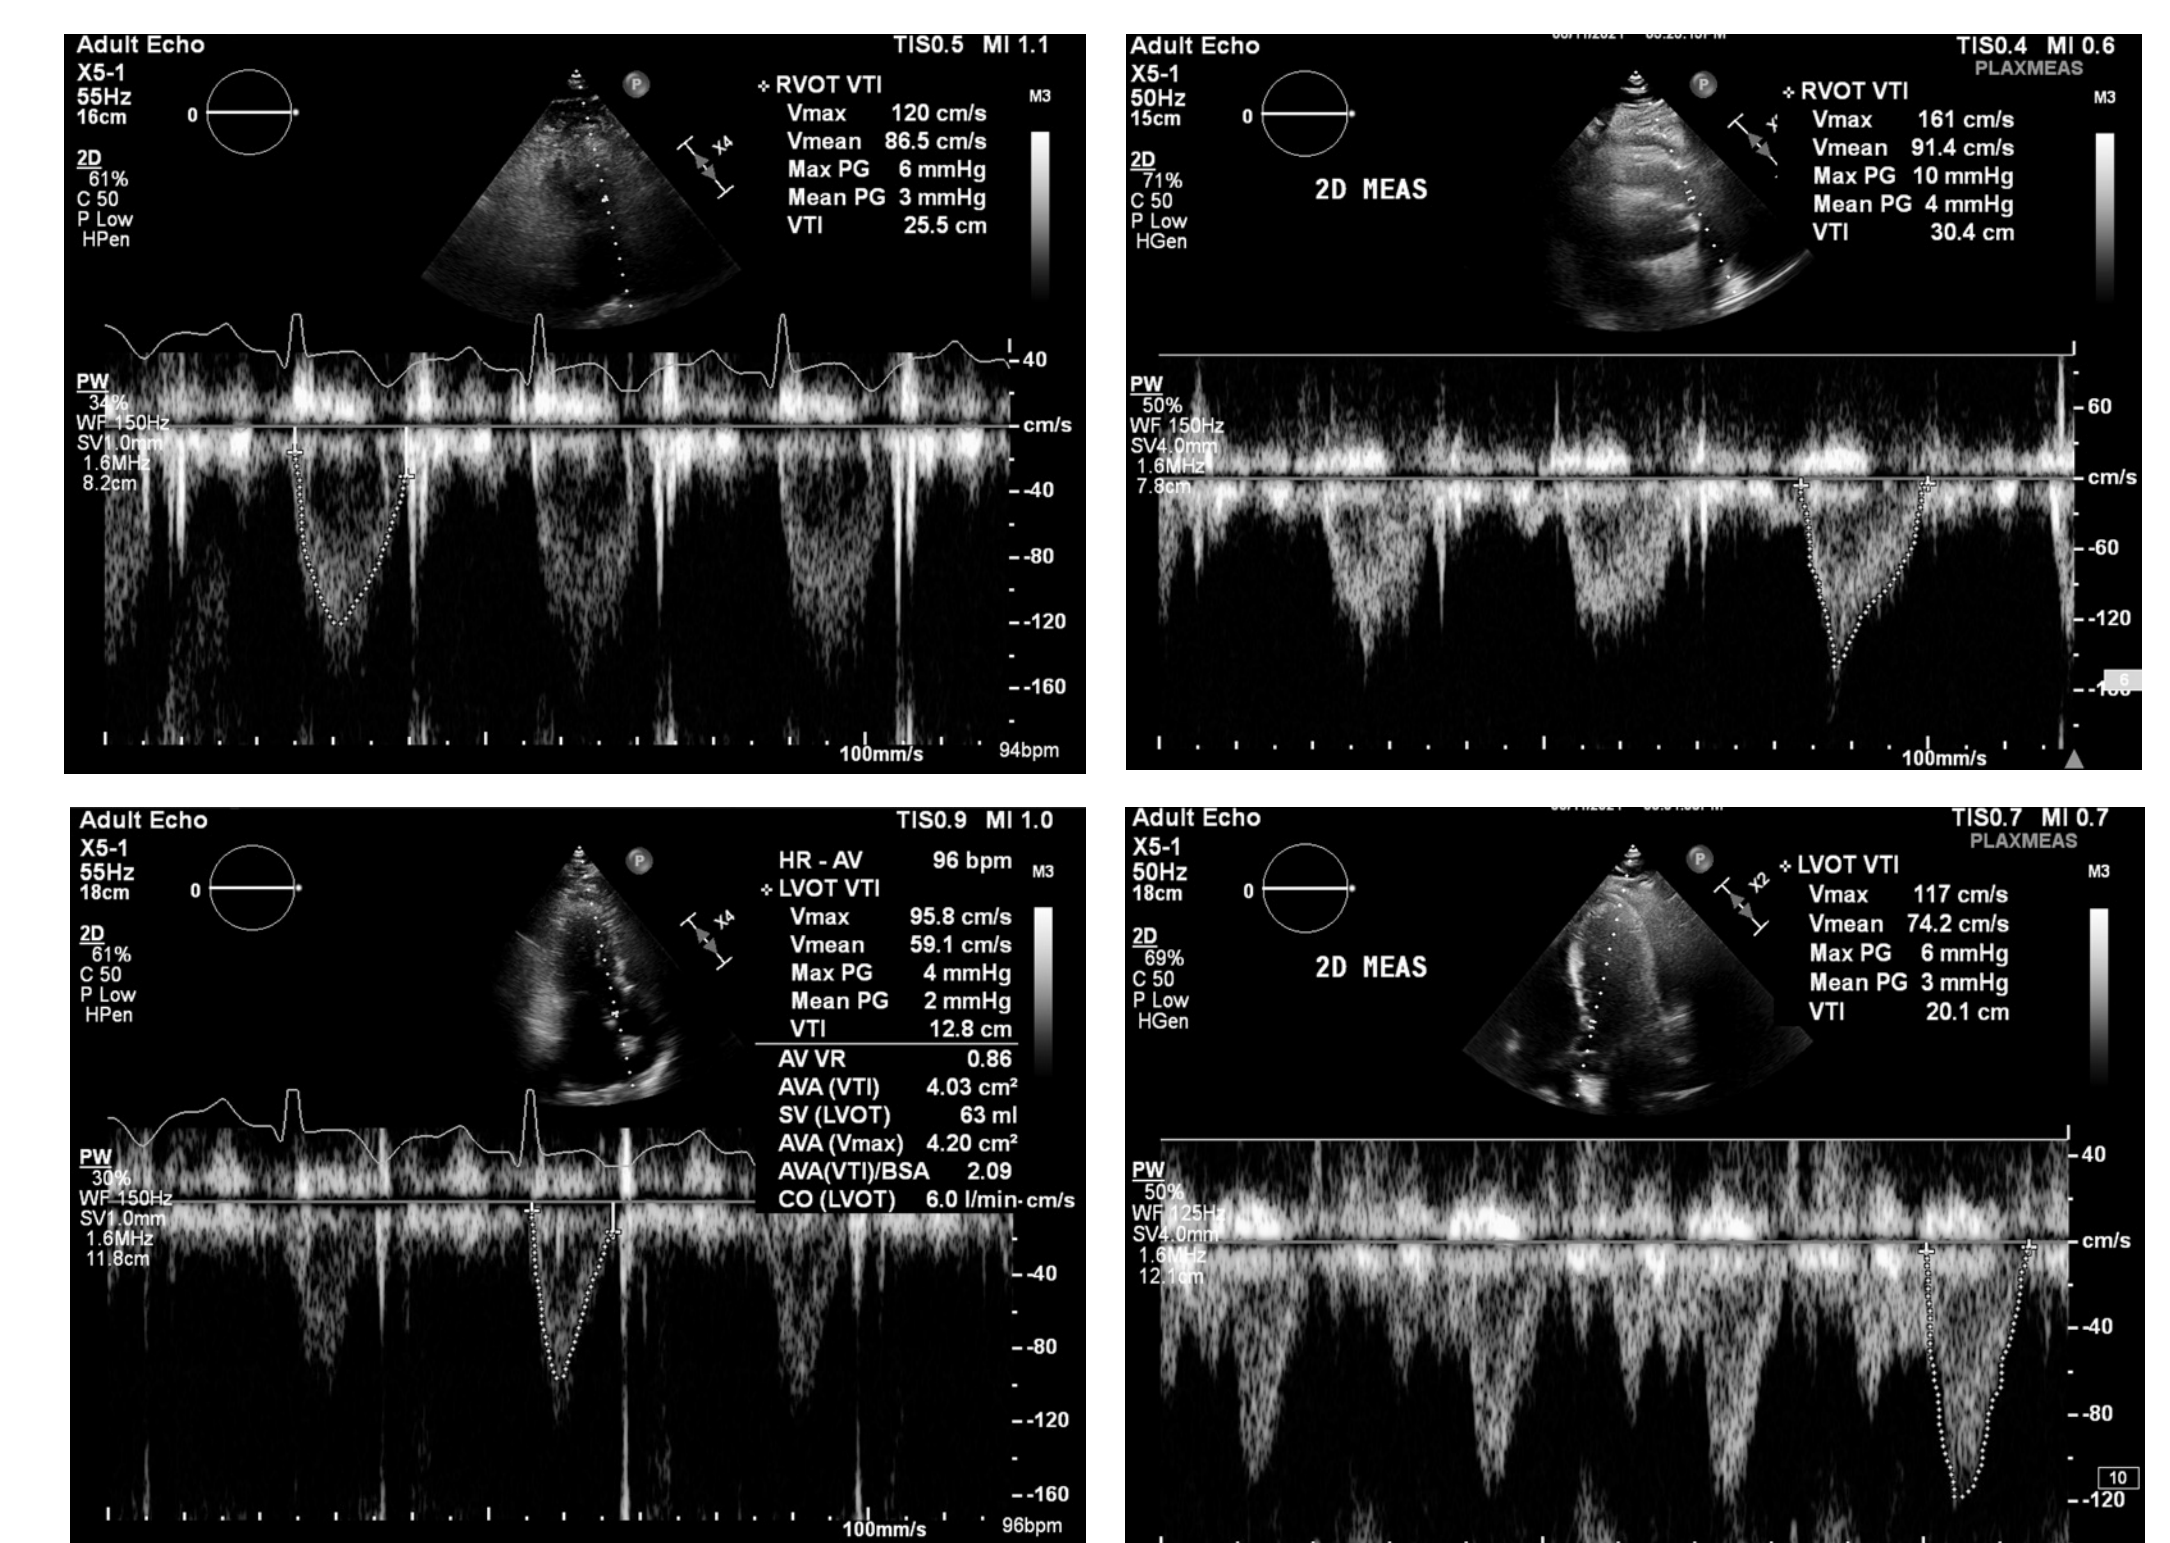 Adult Echo
TIS0.5 MI 1.1
X5-1
55Hz
16cm
0
2D
61%
C 50
P Low
HPen
P
X4
RVOT VTI
Vmax 120 cm/s
Vmean 86.5 cm/s
Max PG 6 mmHg
Mean PG 3 mmHg
VTI 25.5 cm
M3
PW
34%
WF 150Hz
SV1.0mm
1.6MHz
8.2cm
40
cm/s
-40
-80
-120
-160
100mm/s
94bpm
Adult Echo
TIS0.4 MI 0.6
PLAXMEAS
X5-1
50Hz
15cm
0
2D
71%
C 50
P Low
HGen
2D MEAS
P
RVOT VTI
Vmax 161 cm/s
Vmean 91.4 cm/s
Max PG 10 mmHg
Mean PG 4 mmHg
VTI 30.4 cm
M3
PW
50%
WF 150Hz
SV4.0mm
1.6MHz
7.8cm
60
cm/s
-60
-120
6
100mm/s
Adult Echo
TIS0.9 MI 1.0
X5-1
55Hz
18cm
0
2D
61%
C 50
P Low
HPen
P
X4
HR - AV 96 bpm
LVOT VTI
Vmax 95.8 cm/s
Vmean 59.1 cm/s
Max PG 4 mmHg
Mean PG 2 mmHg
VTI 12.8 cm
AV VR 0.86
AVA (VTI) 4.03 cm²
SV (LVOT) 63 ml
AVA (Vmax) 4.20 cm²
AVA(VTI)/BSA 2.09
CO (LVOT) 6.0 l/min
M3
PW
30%
WF 150Hz
SV1.0mm
1.6MHz
11.8cm
cm/s
-40
-80
-120
-160
100mm/s
96bpm
Adult Echo
TIS0.7 MI 0.7
PLAXMEAS
X5-1
50Hz
18cm
0
2D
69%
C 50
P Low
HGen
2D MEAS
P
X2
LVOT VTI
Vmax 117 cm/s
Vmean 74.2 cm/s
Max PG 6 mmHg
Mean PG 3 mmHg
VTI 20.1 cm
M3
PW
50%
WF 125Hz
SV4.0mm
1.6MHz
12.1cm
40
cm/s
-40
-80
10
-120